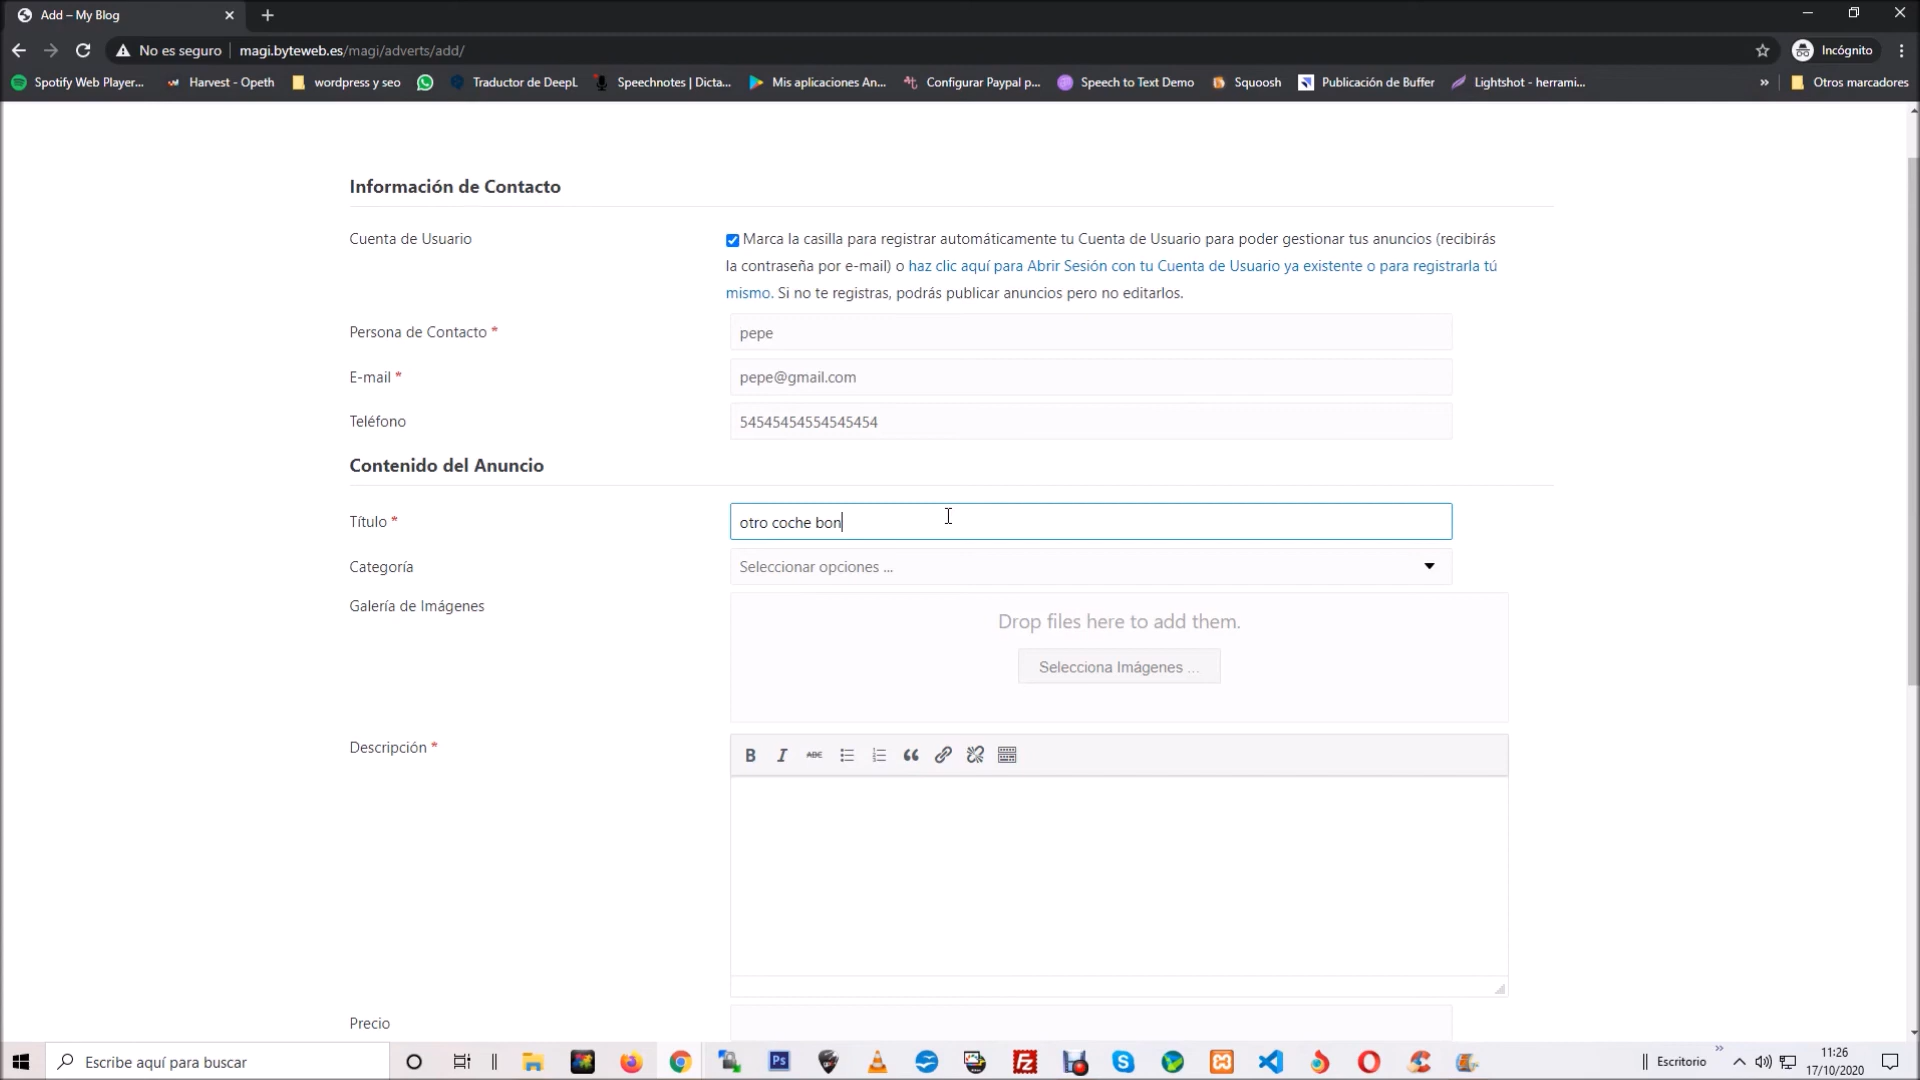 Add – My Blog
No es seguro magi.byteweb.es/magi/adverts/add/ Incógnito
Spotify Web Player... Harvest - Opeth wordpress y seo Traductor de DeepL Speechnotes | Dicta... Mis aplicaciones An... Configurar Paypal p... Speech to Text Demo Squoosh Publicación de Buffer Lightshot - herrami... » Otros marcadores
Información de Contacto
Cuenta de Usuario
Marca la casilla para registrar automáticamente tu Cuenta de Usuario para poder gestionar tus anuncios (recibirás
la contraseña por e-mail) o haz clic aquí para Abrir Sesión con tu Cuenta de Usuario ya existente o para registrarla tú
mismo. Si no te registras, podrás publicar anuncios pero no editarlos.
Persona de Contacto * pepe
E-mail * pepe@gmail.com
Teléfono 54545454554545454
Contenido del Anuncio
Título * otro coche bon
Categoría Seleccionar opciones ...
Galería de Imágenes
Drop files here to add them.
Selecciona Imágenes ...
Descripción *
B I ABC
Precio
Escribe aquí para buscar Ps Fz Escritorio » 11:26
17/10/2020